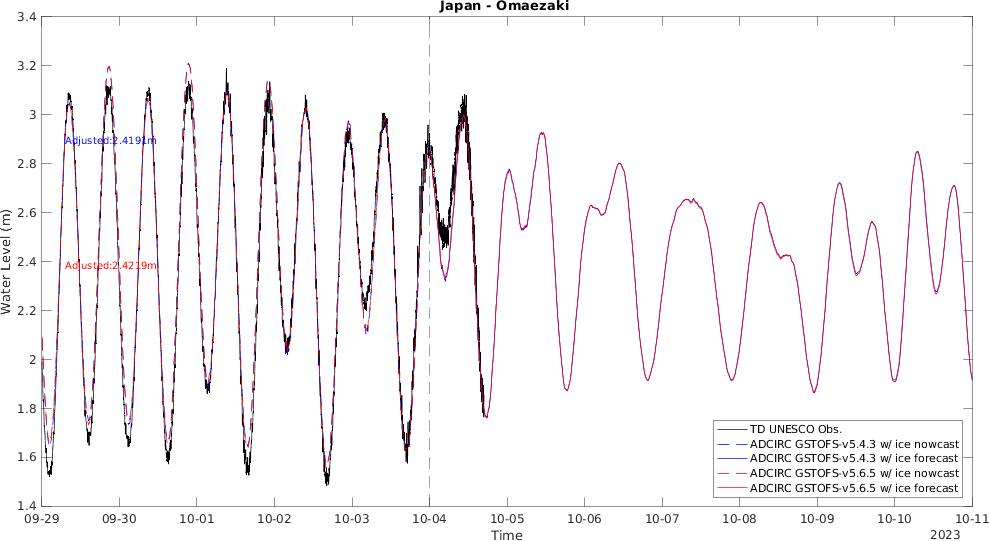 Japan - Omaezaki
3.4
3.2
3
2.8
2.6
2.4
2.2
2
1.8
1.6
1.4
Water Level (m)
Adjusted:2.4191m
Adjusted:2.4219m
TD UNESCO Obs.
ADCIRC GSTOFS-v5.4.3 w/ ice nowcast
ADCIRC GSTOFS-v5.4.3 w/ ice forecast
ADCIRC GSTOFS-v5.6.5 w/ ice nowcast
ADCIRC GSTOFS-v5.6.5 w/ ice forecast
09-29 09-30 10-01 10-02 10-03 10-04 10-05 10-06 10-07 10-08 10-09 10-10 10-11
Time
2023